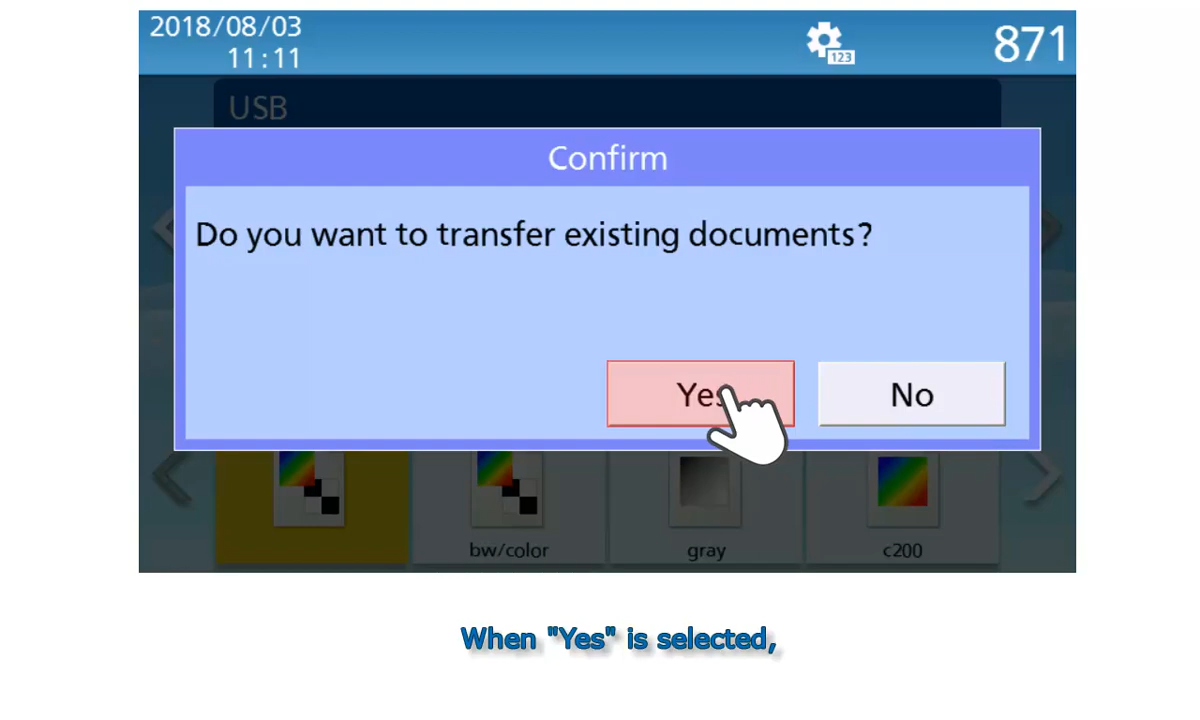 2018/08/03
11:11
123
871
USB
Confirm
Do you want to transfer existing documents?
Yes
No
bw/color
gray
c200
When "Yes" is selected,